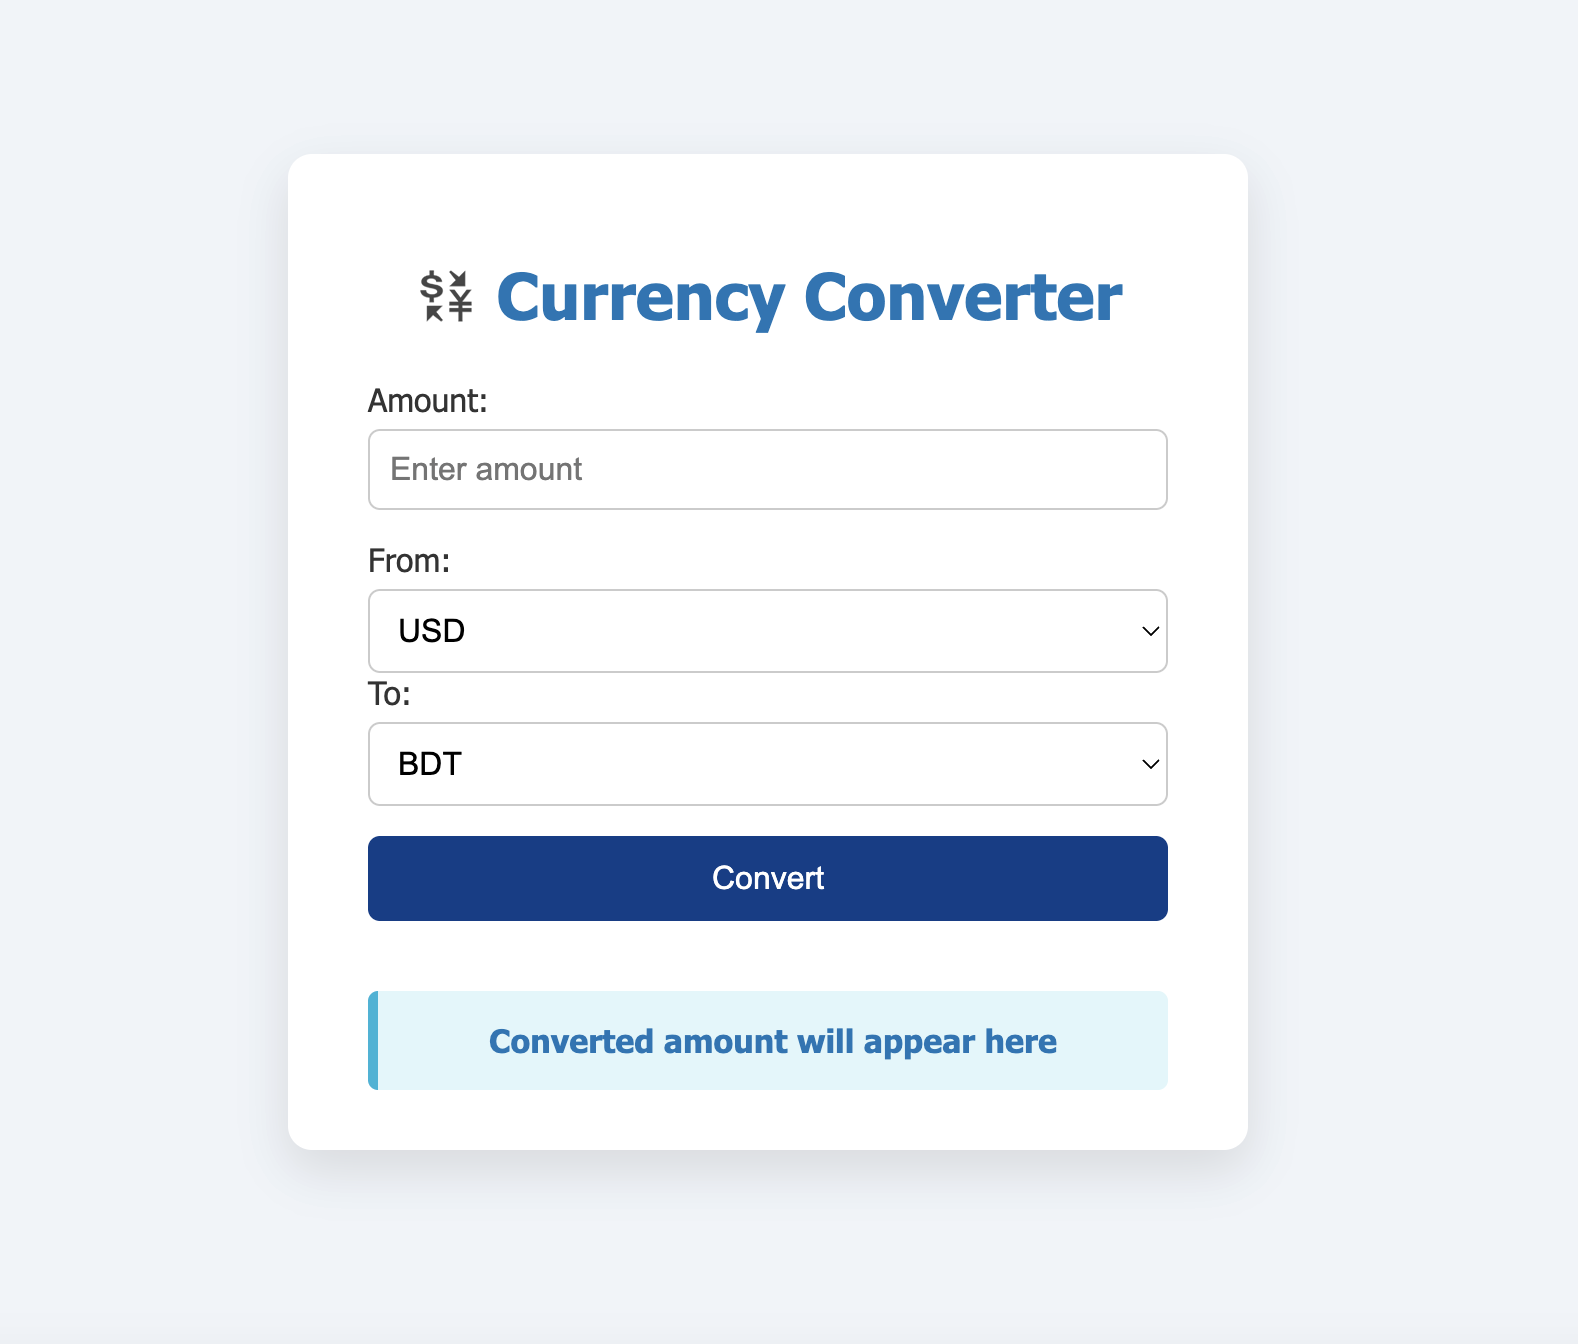 💱 Currency Converter
Amount:
Enter amount
From:
USD
To:
BDT
Convert
Converted amount will appear here